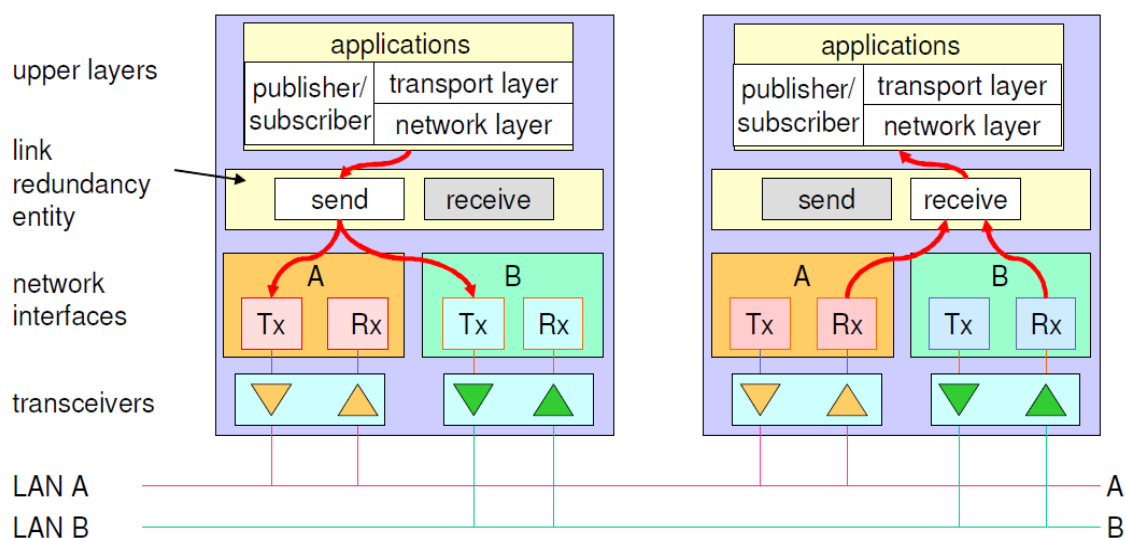 upper layers
applications
publisher/
subscriber
transport layer
network layer
applications
publisher/
subscriber
transport layer
network layer
link
redundancy
entity
send
receive
send
receive
network
interfaces
A
Tx
Rx
B
Tx
Rx
A
Tx
Rx
B
Tx
Rx
transceivers
LAN A
A
LAN B
B